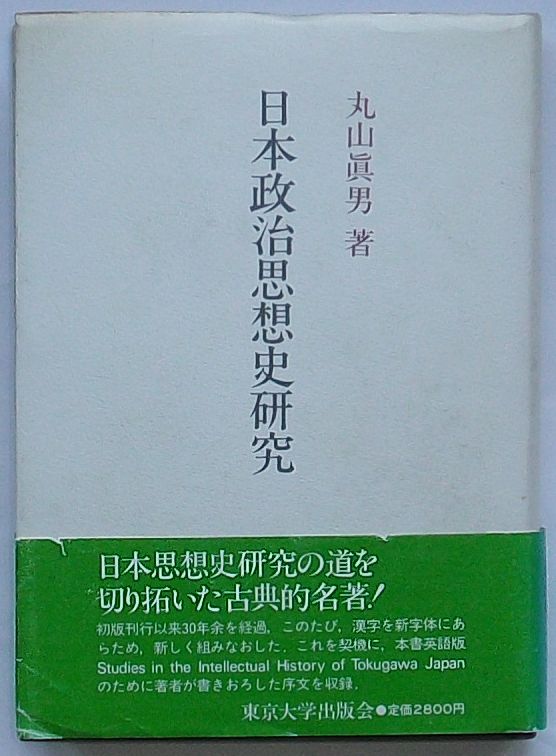 丸山眞男 著
日本政治思想史研究
日本思想史研究の道を
切り拓いた古典的名著!
初版刊行以来30年余を経過，このたび，漢字を新字体にあ
らため，新しく組みなおした．これを契機に，本書英語版
Studies in the Intellectual History of Tokugawa Japan
のために著者が書きおろした序文を収録．
東京大学出版会●定価2800円